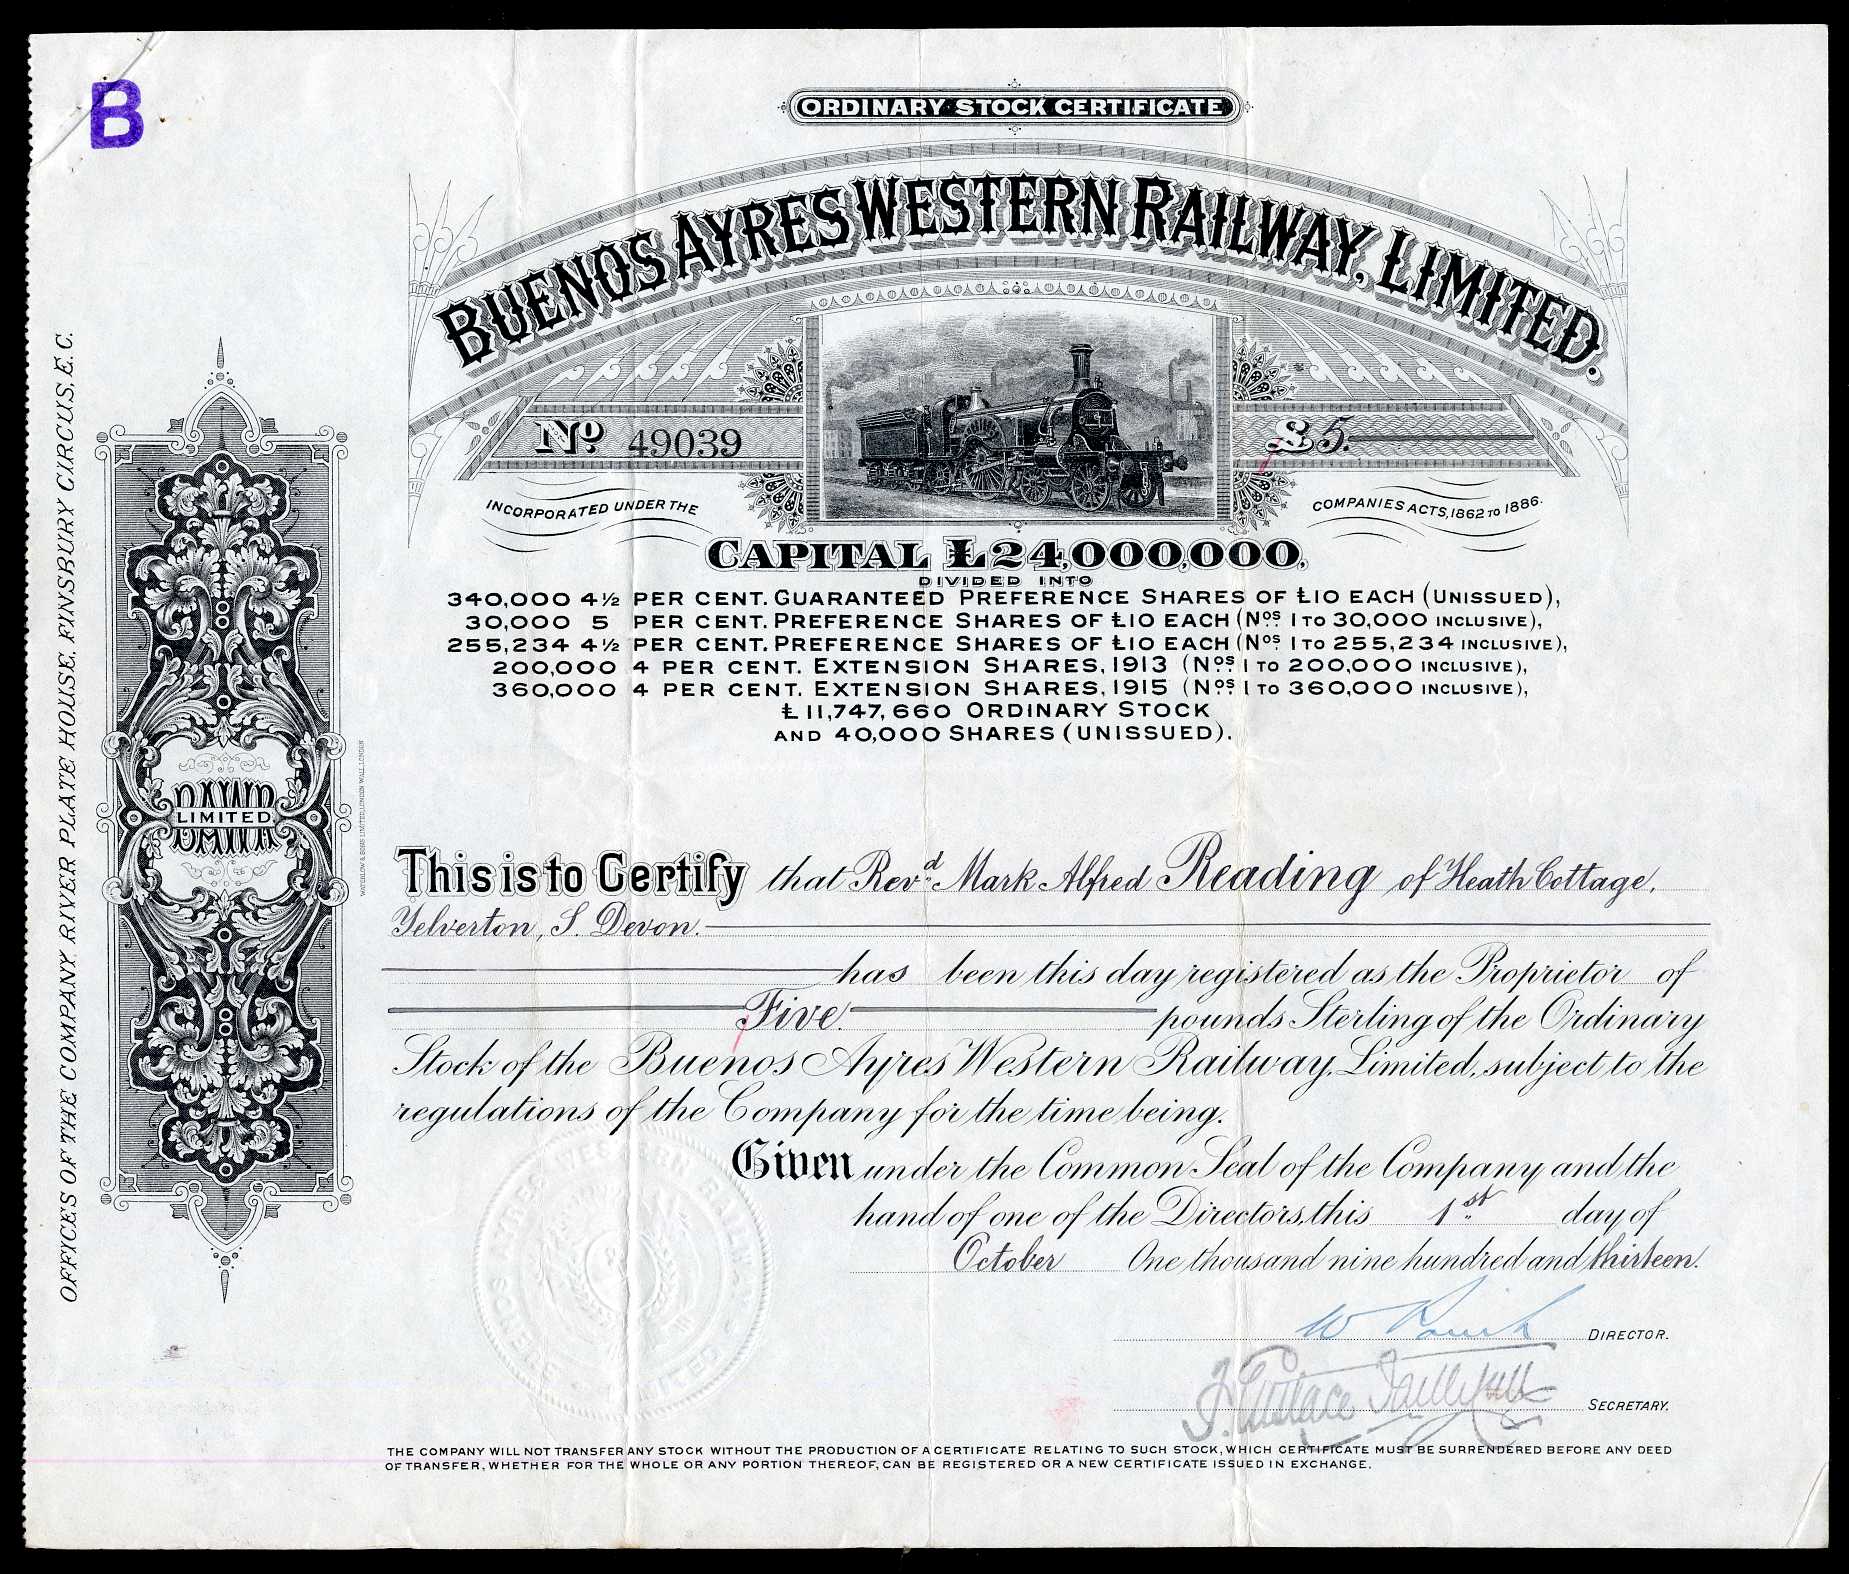 B
ORDINARY STOCK CERTIFICATE
BUENOS AYRES WESTERN RAILWAY, LIMITED.
No 49039
£5.
INCORPORATED UNDER THE COMPANIES ACTS, 1862 TO 1886.
CAPITAL £24,000,000,
DIVIDED INTO
340,000 4½ PER CENT. GUARANTEED PREFERENCE SHARES OF £10 EACH (UNISSUED),
30,000 5 PER CENT. PREFERENCE SHARES OF £10 EACH (Nos. 1 TO 30,000 INCLUSIVE),
255,234 4½ PER CENT. PREFERENCE SHARES OF £10 EACH (Nos. 1 TO 255,234 INCLUSIVE),
200,000 4 PER CENT. EXTENSION SHARES, 1913 (Nos. 1 TO 200,000 INCLUSIVE),
360,000 4 PER CENT. EXTENSION SHARES, 1915 (Nos. 1 TO 360,000 INCLUSIVE),
£11,747,660 ORDINARY STOCK
AND 40,000 SHARES (UNISSUED).
OFFICES OF THE COMPANY, RIVER PLATE HOUSE, FINSBURY CIRCUS, E.C.
BAWR
LIMITED
WATERLOW & SONS LIMITED, LONDON WALL, LONDON
This is to Certify that Revd. Mark Alfred Reading of Heath Cottage,
Yelverton, S. Devon.
has been this day registered as the Proprietor of
Five pounds Sterling of the Ordinary
Stock of the Buenos Ayres Western Railway, Limited, subject to the
regulations of the Company for the time being.
Given under the Common Seal of the Company and the
hand of one of the Directors, this 1st day of
October One thousand nine hundred and thirteen.
DIRECTOR.
SECRETARY.
THE COMPANY WILL NOT TRANSFER ANY STOCK WITHOUT THE PRODUCTION OF A CERTIFICATE RELATING TO SUCH STOCK, WHICH CERTIFICATE MUST BE SURRENDERED BEFORE ANY DEED
OF TRANSFER, WHETHER FOR THE WHOLE OR ANY PORTION THEREOF, CAN BE REGISTERED OR A NEW CERTIFICATE ISSUED IN EXCHANGE.